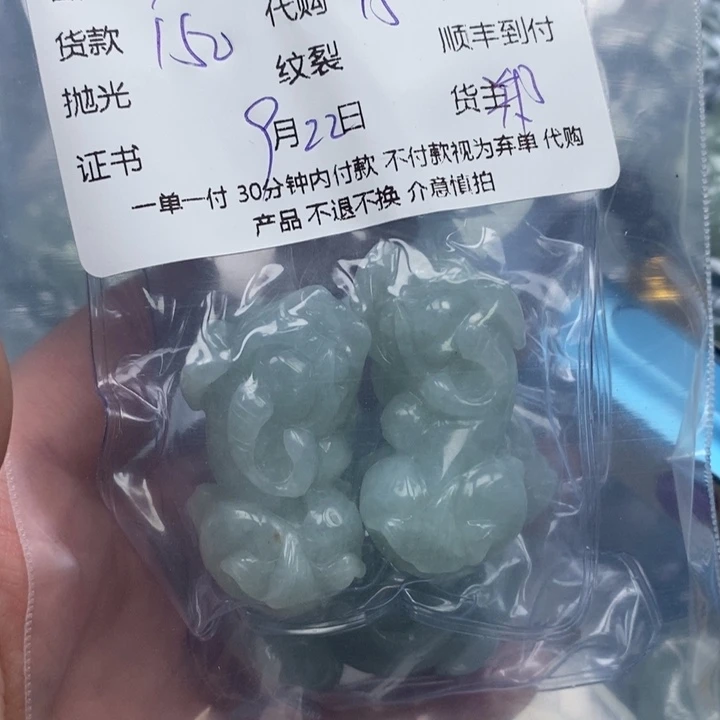 货款 150 代购 15 顺丰到付
抛光 纹裂 货主 郑
证书 9月22日
一单一付 30分钟内付款 不付款视为弃单 代购
产品 不退不换 介意慎拍